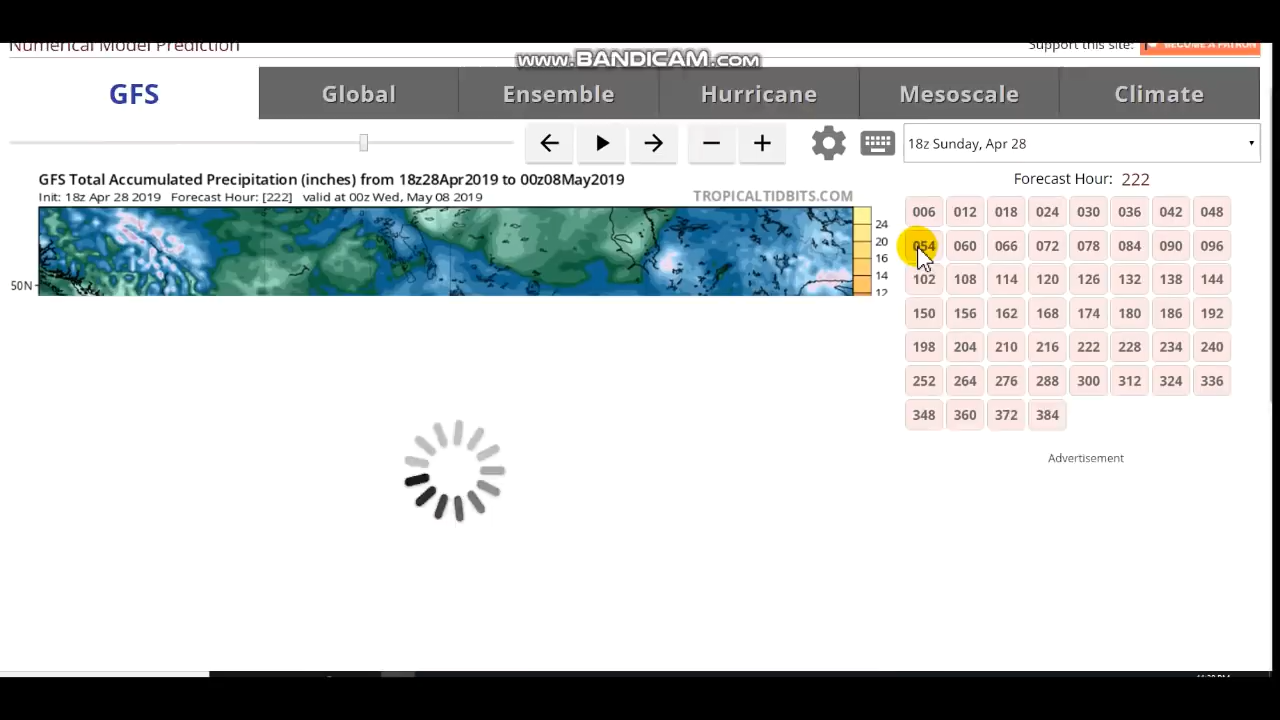 Numerical Model Prediction
Support this site: BECOME A PATRON
www.BANDICAM.com
GFS Global Ensemble Hurricane Mesoscale Climate
18z Sunday, Apr 28
GFS Total Accumulated Precipitation (inches) from 18z28Apr2019 to 00z08May2019
Init: 18z Apr 28 2019 Forecast Hour: [222] valid at 00z Wed, May 08 2019
TROPICALTIDBITS.COM
24
20
16
14
12
50N
Forecast Hour: 222
006 012 018 024 030 036 042 048
054 060 066 072 078 084 090 096
102 108 114 120 126 132 138 144
150 156 162 168 174 180 186 192
198 204 210 216 222 228 234 240
252 264 276 288 300 312 324 336
348 360 372 384
Advertisement